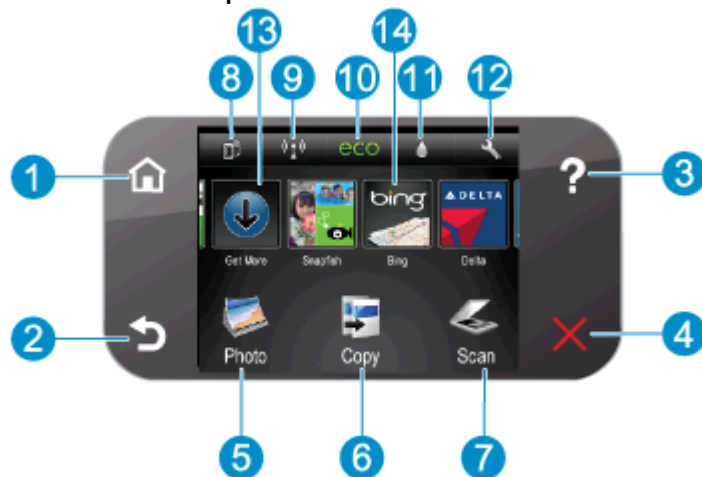 13 14
8 9 10 11 12
eco
1 ? 3
bing DELTA
Get More Snapfish Bing Delta
2 4
Photo Copy Scan
5 6 7